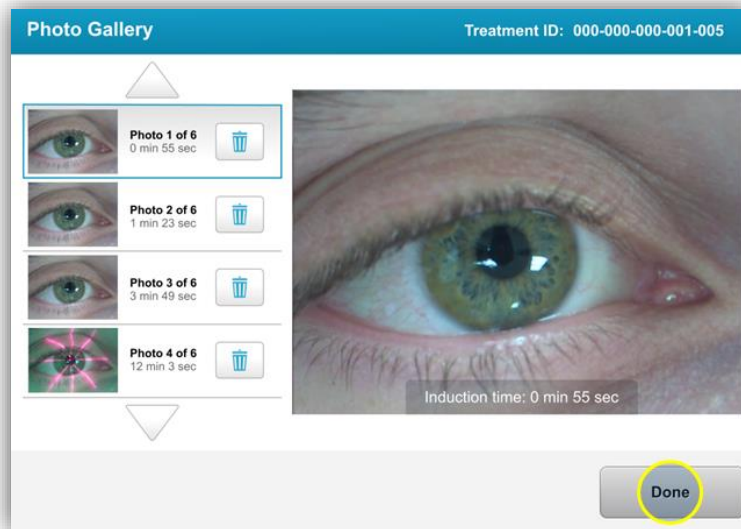 Photo Gallery
Treatment ID: 000-000-000-001-005
Photo 1 of 6
0 min 55 sec
Photo 2 of 6
1 min 23 sec
Photo 3 of 6
3 min 49 sec
Photo 4 of 6
12 min 3 sec
Induction time: 0 min 55 sec
Done